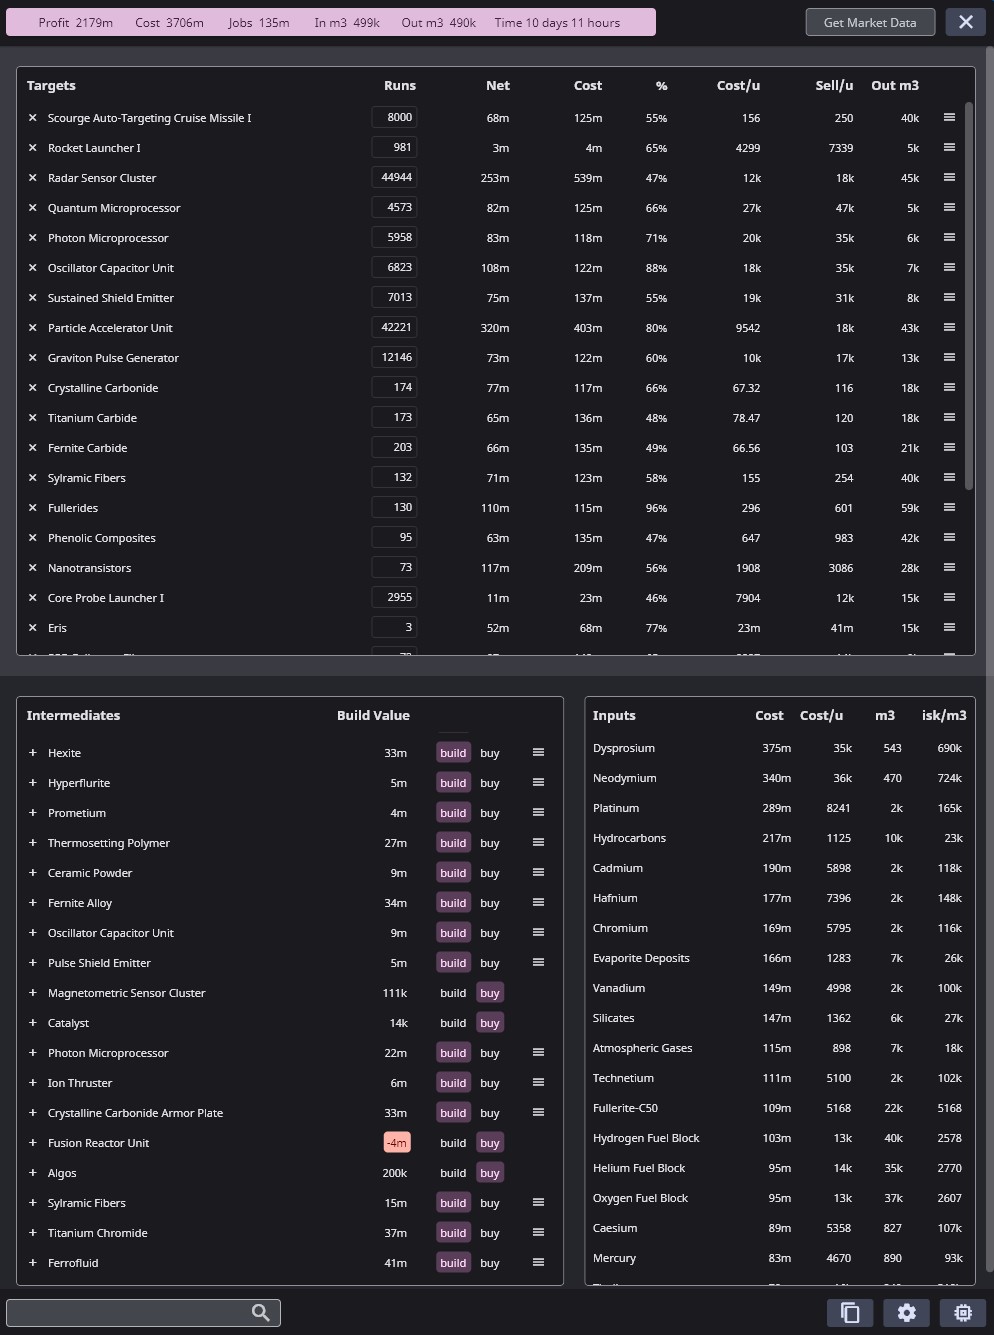 Profit 2179m Cost 3706m Jobs 135m In m3 499k Out m3 490k Time 10 days 11 hours Get Market Data
Targets Runs Net Cost % Cost/u Sell/u Out m3
Scourge Auto-Targeting Cruise Missile I 8000 68m 125m 55% 156 250 40k
Rocket Launcher I 981 3m 4m 65% 4299 7339 5k
Radar Sensor Cluster 44944 253m 539m 47% 12k 18k 45k
Quantum Microprocessor 4573 82m 125m 66% 27k 47k 5k
Photon Microprocessor 5958 83m 118m 71% 20k 35k 6k
Oscillator Capacitor Unit 6823 108m 122m 88% 18k 35k 7k
Sustained Shield Emitter 7013 75m 137m 55% 19k 31k 8k
Particle Accelerator Unit 42221 320m 403m 80% 9542 18k 43k
Graviton Pulse Generator 12146 73m 122m 60% 10k 17k 13k
Crystalline Carbonide 174 77m 117m 66% 67.32 116 18k
Titanium Carbide 173 65m 136m 48% 78.47 120 18k
Fernite Carbide 203 66m 135m 49% 66.56 103 21k
Sylramic Fibers 132 71m 123m 58% 155 254 40k
Fullerides 130 110m 115m 96% 296 601 59k
Phenolic Composites 95 63m 135m 47% 647 983 42k
Nanotransistors 73 117m 209m 56% 1908 3086 28k
Core Probe Launcher I 2955 11m 23m 46% 7904 12k 15k
Eris 3 52m 68m 77% 23m 41m 15k
Intermediates Build Value
Hexite 33m build buy
Hyperflurite 5m build buy
Prometium 4m build buy
Thermosetting Polymer 27m build buy
Ceramic Powder 9m build buy
Fernite Alloy 34m build buy
Oscillator Capacitor Unit 9m build buy
Pulse Shield Emitter 5m build buy
Magnetometric Sensor Cluster 111k build buy
Catalyst 14k build buy
Photon Microprocessor 22m build buy
Ion Thruster 6m build buy
Crystalline Carbonide Armor Plate 33m build buy
Fusion Reactor Unit -4m build buy
Algos 200k build buy
Sylramic Fibers 15m build buy
Titanium Chromide 37m build buy
Ferrofluid 41m build buy
Inputs Cost Cost/u m3 isk/m3
Dysprosium 375m 35k 543 690k
Neodymium 340m 36k 470 724k
Platinum 289m 8241 2k 165k
Hydrocarbons 217m 1125 10k 23k
Cadmium 190m 5898 2k 118k
Hafnium 177m 7396 2k 148k
Chromium 169m 5795 2k 116k
Evaporite Deposits 166m 1283 7k 26k
Vanadium 149m 4998 2k 100k
Silicates 147m 1362 6k 27k
Atmospheric Gases 115m 898 7k 18k
Technetium 111m 5100 2k 102k
Fullerite-C50 109m 5168 22k 5168
Hydrogen Fuel Block 103m 13k 40k 2578
Helium Fuel Block 95m 14k 35k 2770
Oxygen Fuel Block 95m 13k 37k 2607
Caesium 89m 5358 827 107k
Mercury 83m 4670 890 93k